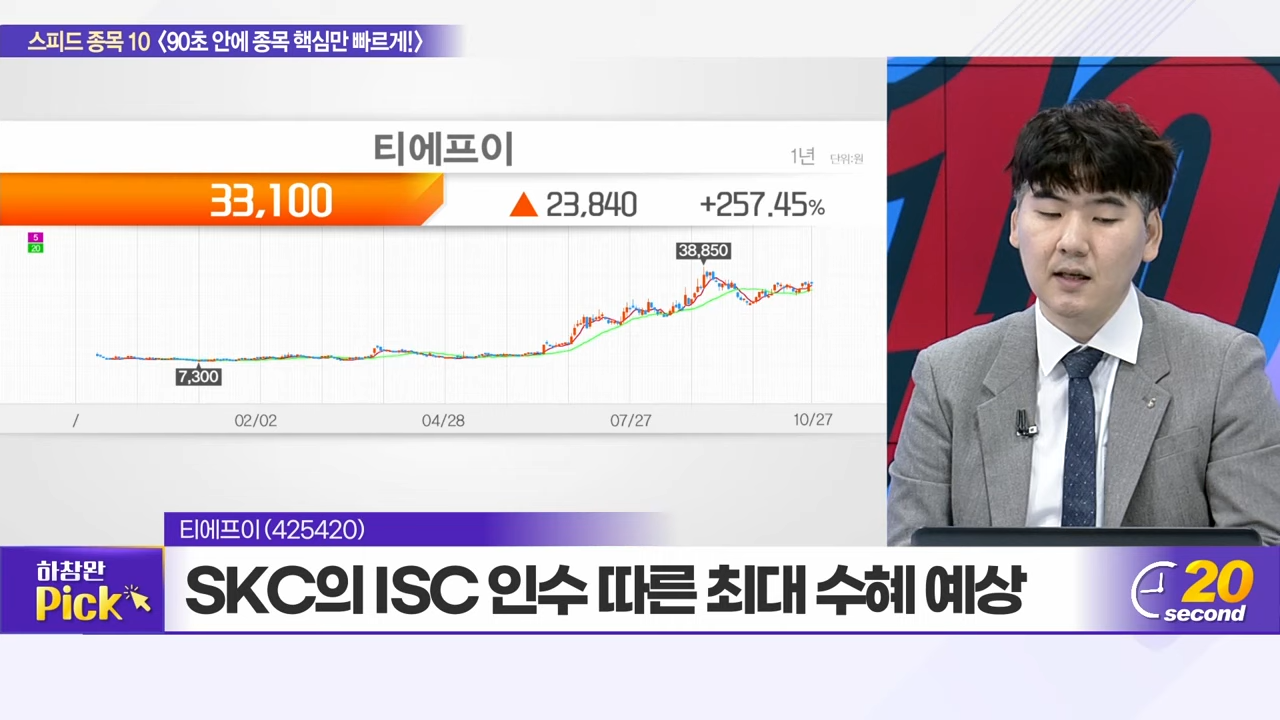 스피드 종목 10 〈90초 안에 종목 핵심만 빠르게!〉
티에프이
1년 단위:원
33,100 ▲ 23,840 +257.45%
5
20
38,850
7,300
/ 02/02 04/28 07/27 10/27
10
티에프이(425420)
하창완
Pick
SKC의 ISC 인수 따른 최대 수혜 예상
20
second